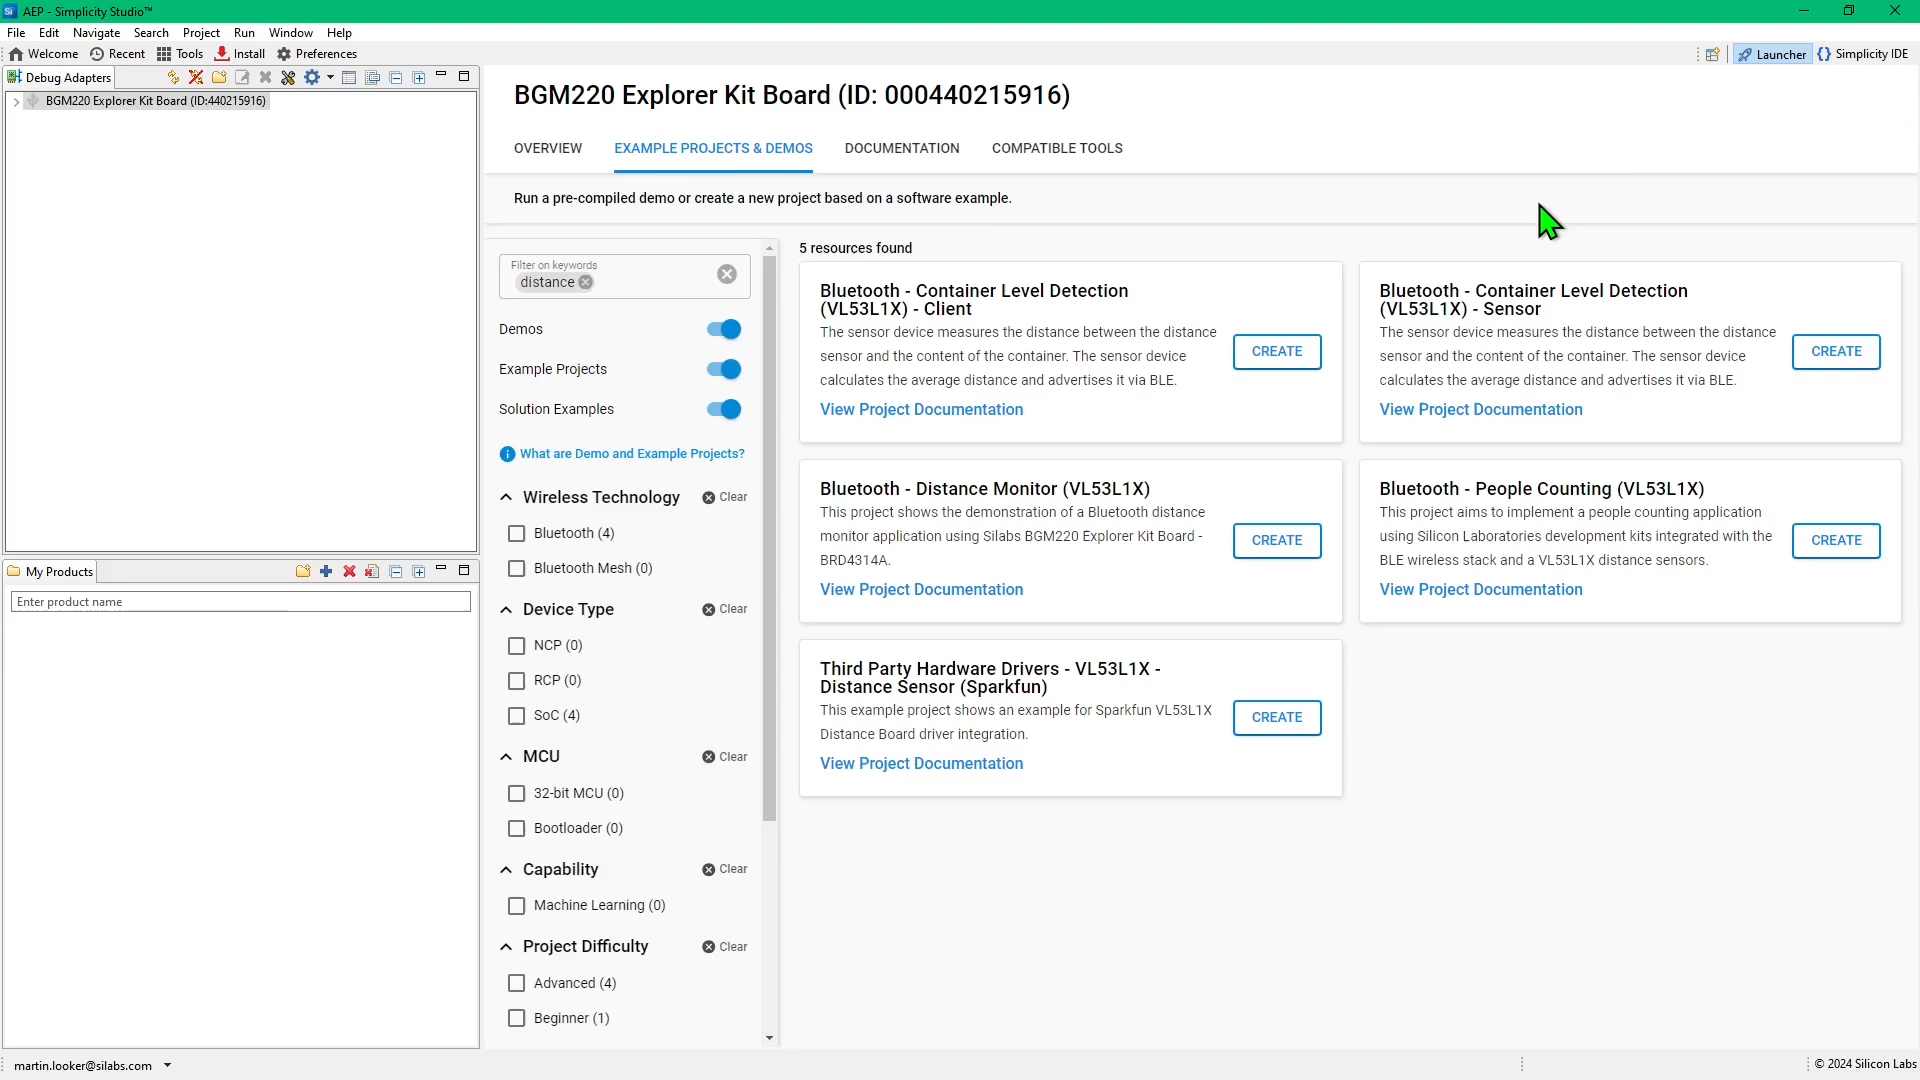 AEP - Simplicity Studio™
File Edit Navigate Search Project Run Window Help
Welcome Recent Tools Install Preferences
Launcher Simplicity IDE
Debug Adapters
BGM220 Explorer Kit Board (ID:440215916)
My Products
Enter product name
BGM220 Explorer Kit Board (ID: 000440215916)
OVERVIEW EXAMPLE PROJECTS & DEMOS DOCUMENTATION COMPATIBLE TOOLS
Run a pre-compiled demo or create a new project based on a software example.
Filter on keywords
distance
Demos
Example Projects
Solution Examples
What are Demo and Example Projects?
Wireless Technology Clear
Bluetooth (4)
Bluetooth Mesh (0)
Device Type Clear
NCP (0)
RCP (0)
SoC (4)
MCU Clear
32-bit MCU (0)
Bootloader (0)
Capability Clear
Machine Learning (0)
Project Difficulty Clear
Advanced (4)
Beginner (1)
5 resources found
Bluetooth - Container Level Detection
(VL53L1X) - Client
The sensor device measures the distance between the distance
sensor and the content of the container. The sensor device
calculates the average distance and advertises it via BLE.
View Project Documentation
CREATE
Bluetooth - Container Level Detection
(VL53L1X) - Sensor
The sensor device measures the distance between the distance
sensor and the content of the container. The sensor device
calculates the average distance and advertises it via BLE.
View Project Documentation
CREATE
Bluetooth - Distance Monitor (VL53L1X)
This project shows the demonstration of a Bluetooth distance
monitor application using Silabs BGM220 Explorer Kit Board -
BRD4314A.
View Project Documentation
CREATE
Bluetooth - People Counting (VL53L1X)
This project aims to implement a people counting application
using Silicon Laboratories development kits integrated with the
BLE wireless stack and a VL53L1X distance sensors.
View Project Documentation
CREATE
Third Party Hardware Drivers - VL53L1X -
Distance Sensor (Sparkfun)
This example project shows an example for Sparkfun VL53L1X
Distance Board driver integration.
View Project Documentation
CREATE
martin.looker@silabs.com
© 2024 Silicon Labs